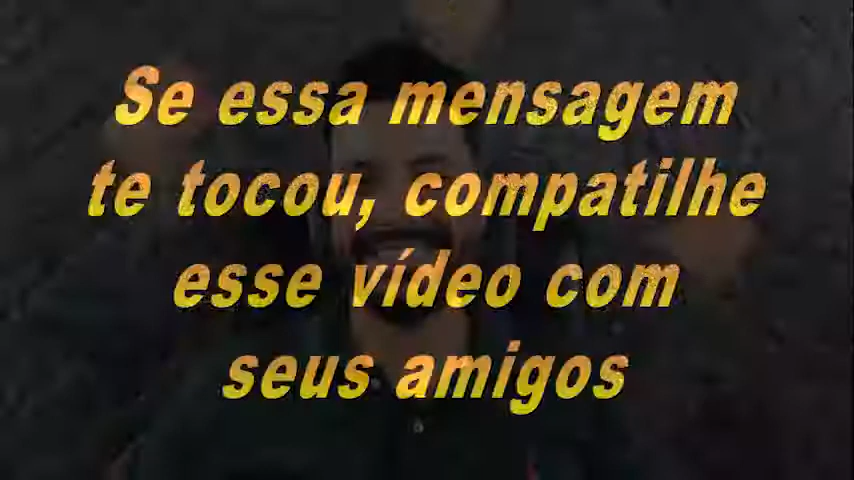 Se essa mensagem
te tocou, compatilhe
esse vídeo com
seus amigos